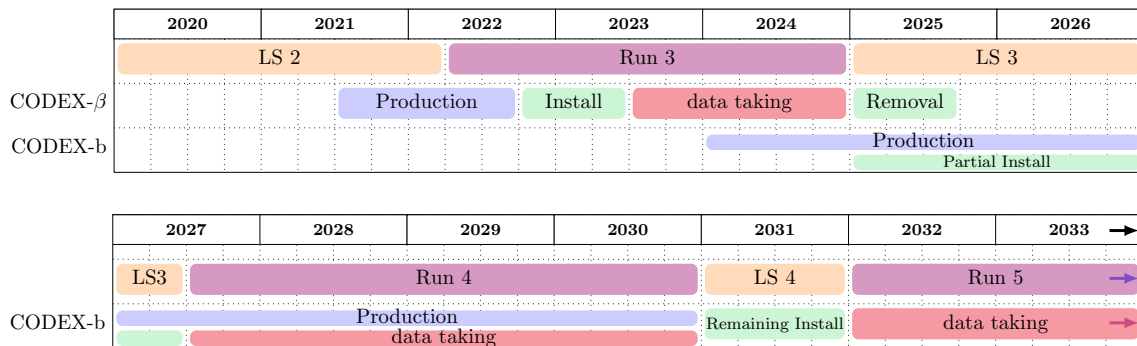 2020 2021 2022 2023 2024 2025 2026
LS 2 Run 3 LS 3
CODEX-β Production Install data taking Removal
CODEX-b Production
Partial Install
2027 2028 2029 2030 2031 2032 2033
LS3 Run 4 LS 4 Run 5
CODEX-b Production Remaining Install data taking
data taking